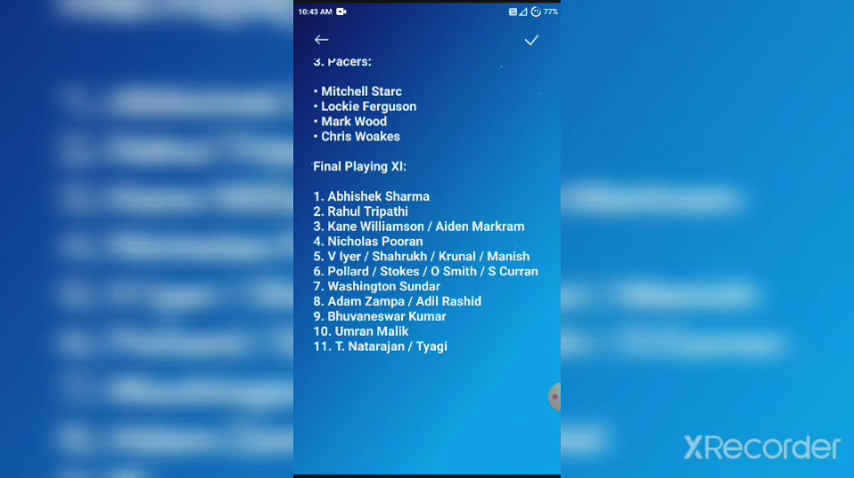 10:43 AM 77%
3. Pacers:
• Mitchell Starc
• Lockie Ferguson
• Mark Wood
• Chris Woakes
Final Playing XI:
1. Abhishek Sharma
2. Rahul Tripathi
3. Kane Williamson / Aiden Markram
4. Nicholas Pooran
5. V Iyer / Shahrukh / Krunal / Manish
6. Pollard / Stokes / O Smith / S Curran
7. Washington Sundar
8. Adam Zampa / Adil Rashid
9. Bhuvaneswar Kumar
10. Umran Malik
11. T. Natarajan / Tyagi
XRecorder